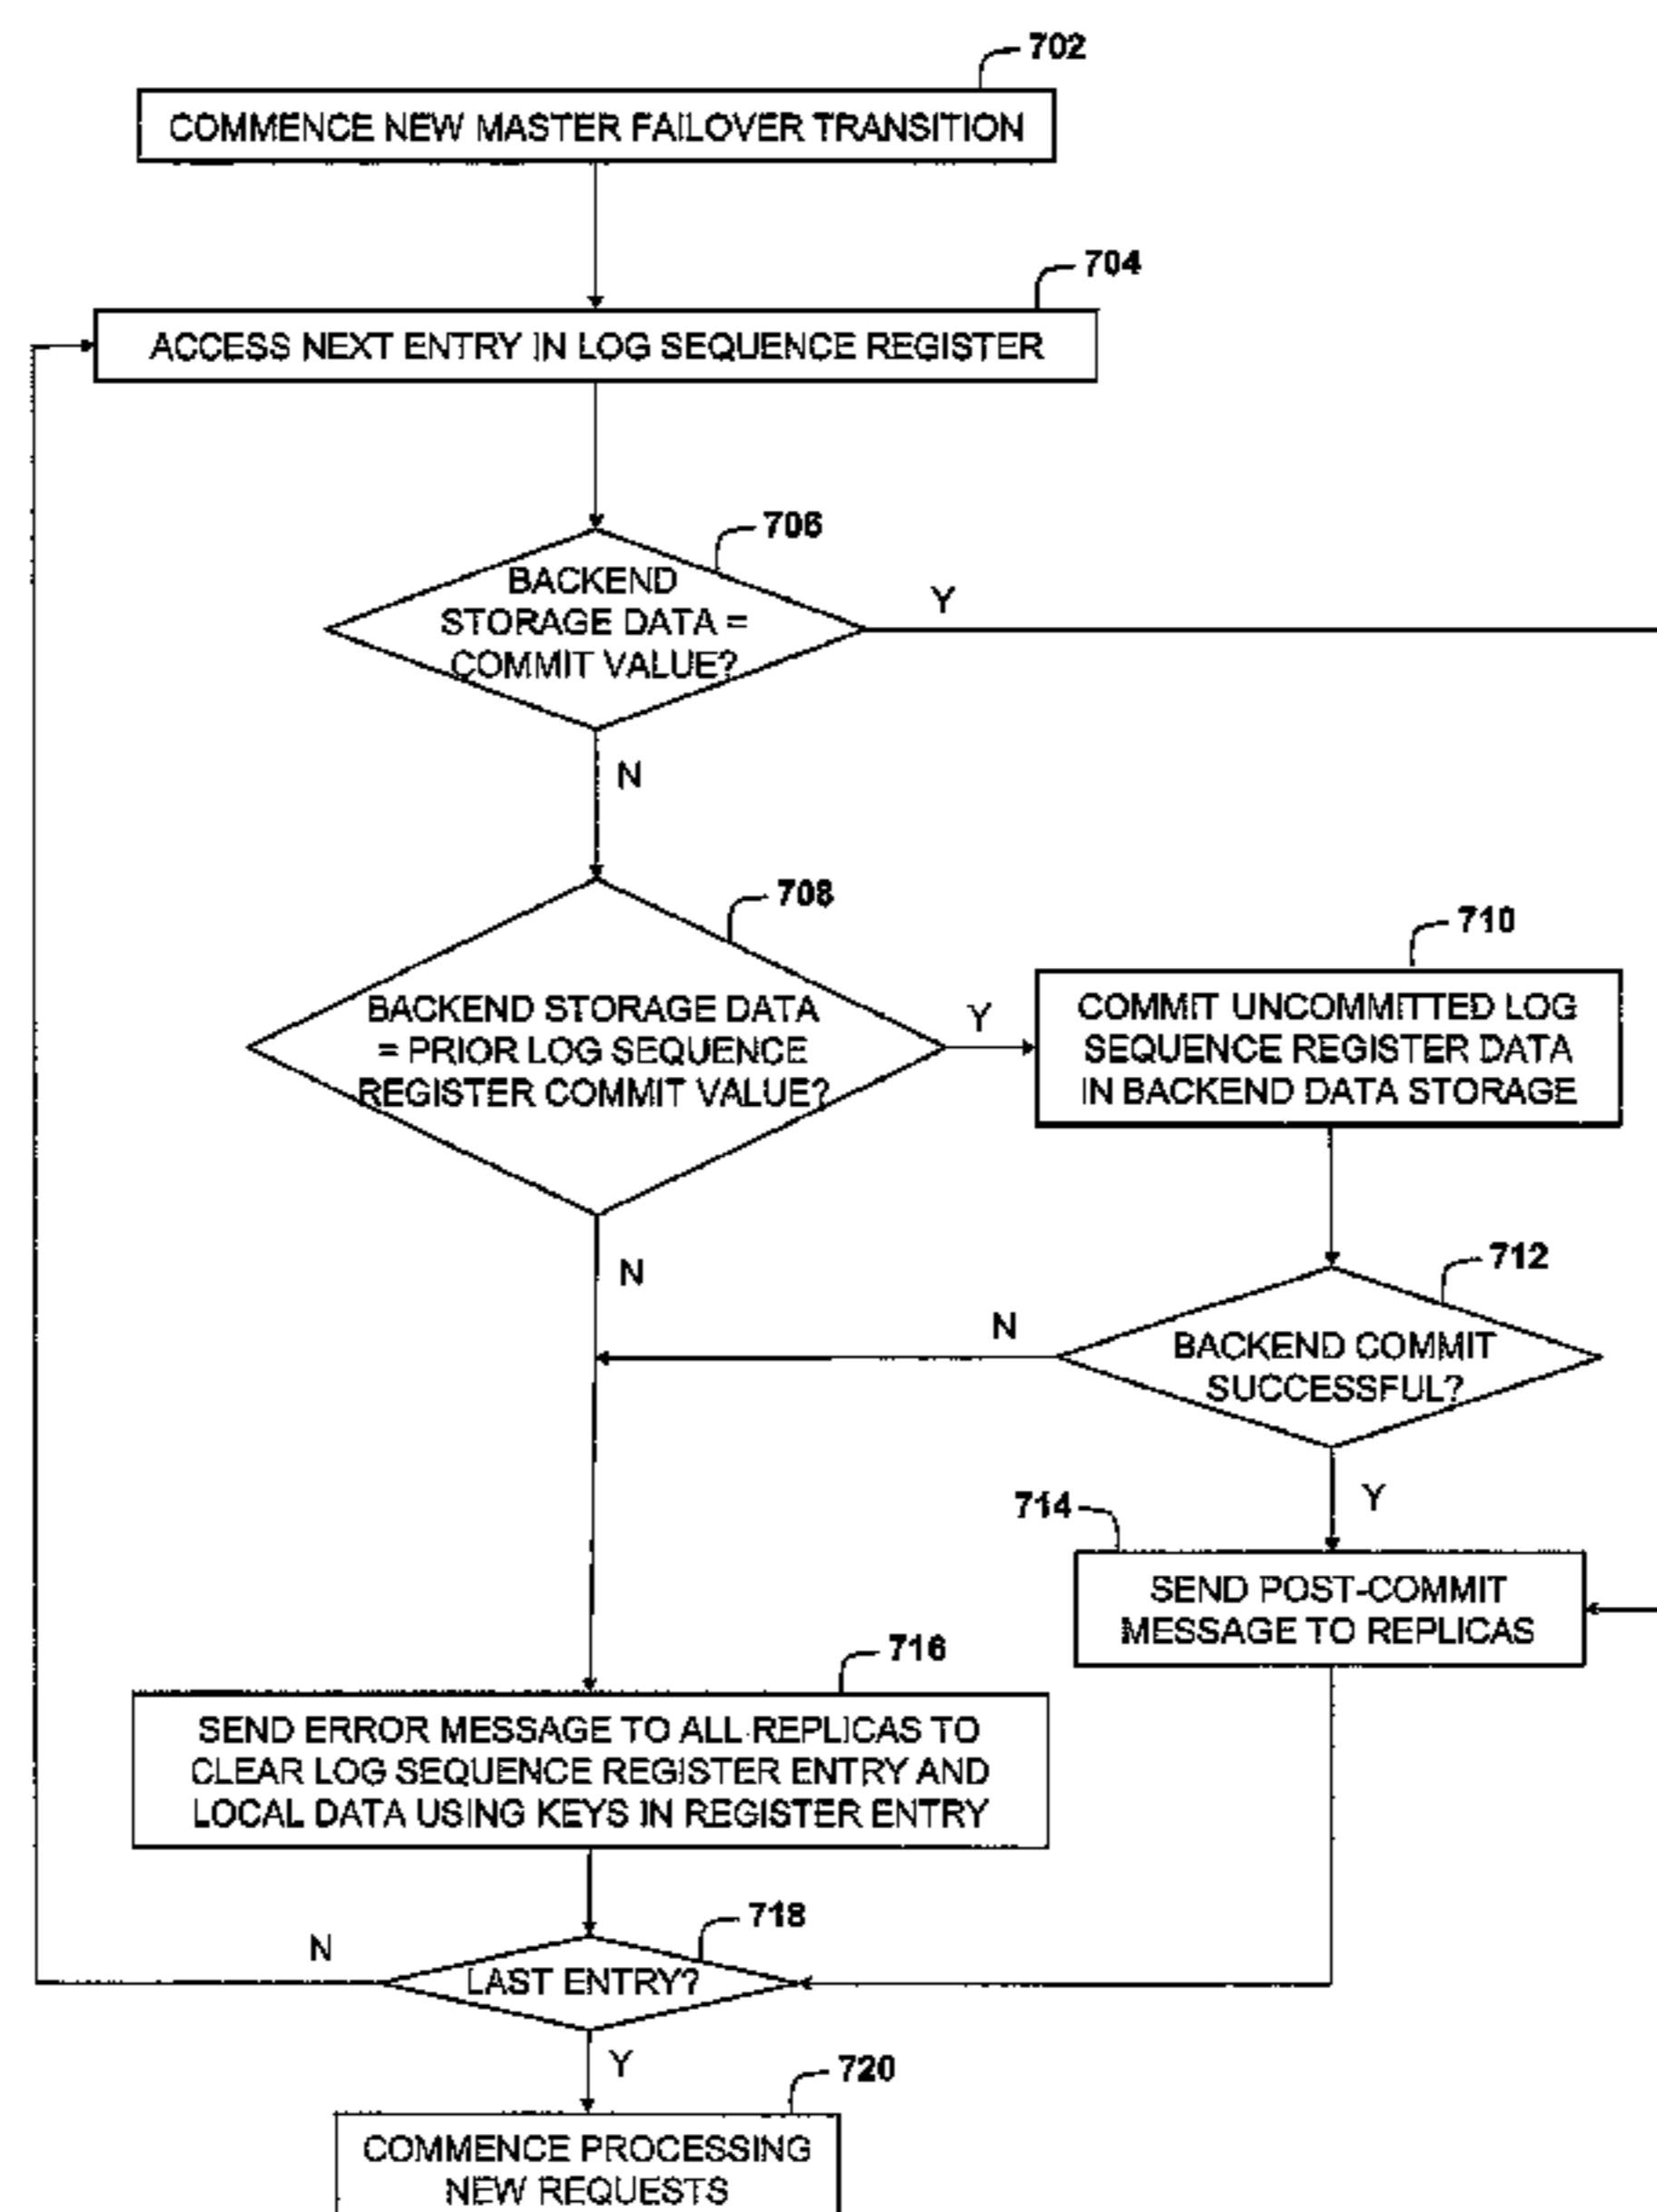 702
COMMENCE NEW MASTER FAILOVER TRANSITION
704
ACCESS NEXT ENTRY IN LOG SEQUENCE REGISTER
706
BACKEND
STORAGE DATA =
COMMIT VALUE?
Y
N
708
BACKEND STORAGE DATA
= PRIOR LOG SEQUENCE
REGISTER COMMIT VALUE?
Y
710
COMMIT UNCOMMITTED LOG
SEQUENCE REGISTER DATA
IN BACKEND DATA STORAGE
N
712
BACKEND COMMIT
SUCCESSFUL?
N
Y
714
SEND POST-COMMIT
MESSAGE TO REPLICAS
716
SEND ERROR MESSAGE TO ALL REPLICAS TO
CLEAR LOG SEQUENCE REGISTER ENTRY AND
LOCAL DATA USING KEYS IN REGISTER ENTRY
718
LAST ENTRY?
N
Y
720
COMMENCE PROCESSING
NEW REQUESTS